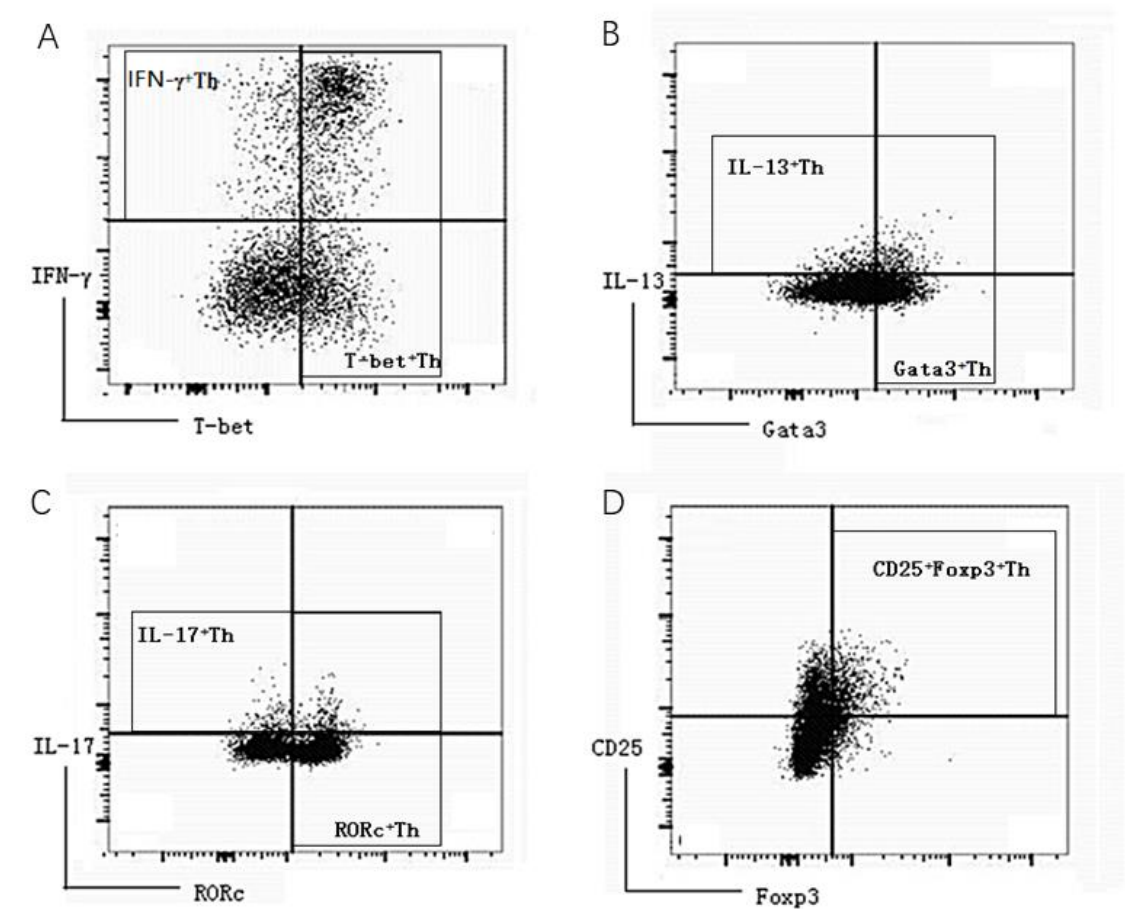 A
IFN-γ⁺Th
IFN-γ
T-bet⁺Th
T-bet
B
IL-13⁺Th
IL-13
Gata3⁺Th
Gata3
C
IL-17⁺Th
IL-17
RORc⁺Th
RORc
D
CD25⁺Foxp3⁺Th
CD25
Foxp3